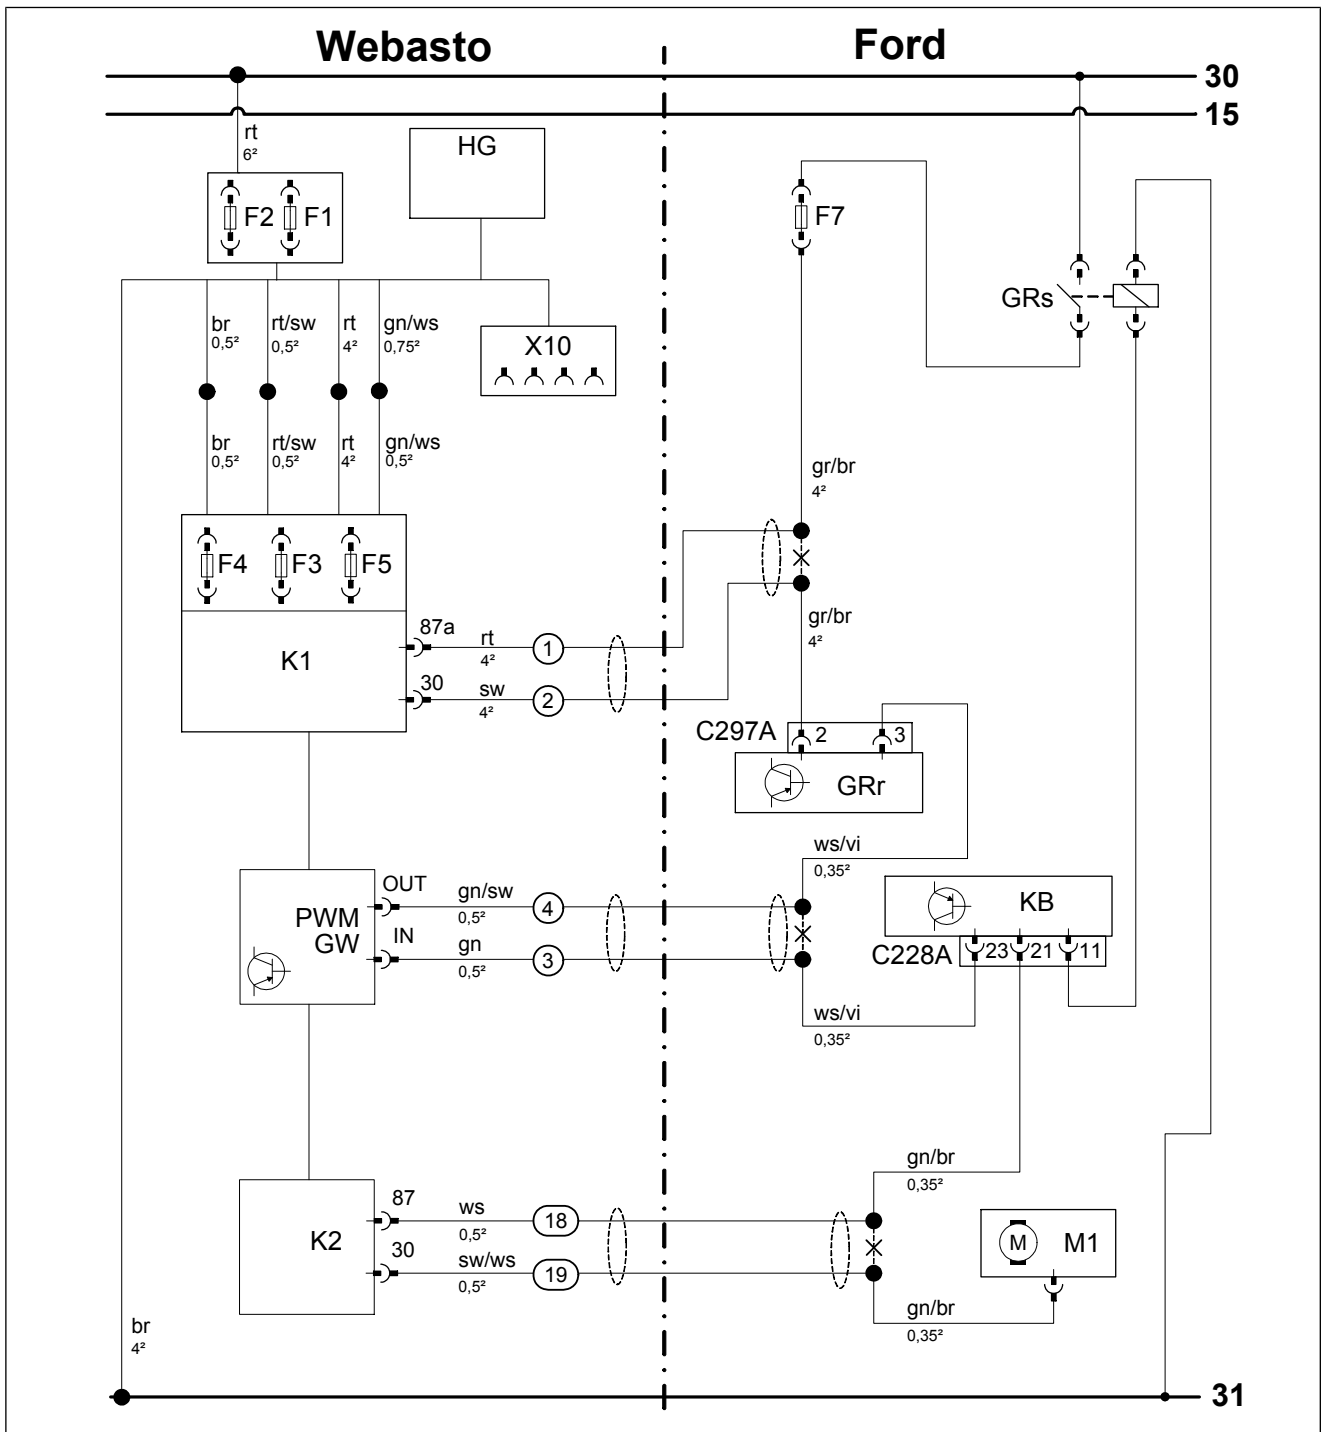 Webasto
Ford
30
15
rt
6²
HG
F2
F1
F7
GRs
br
0,5²
rt/sw
0,5²
rt
4²
gn/ws
0,75²
X10
br
0,5²
rt/sw
0,5²
rt
4²
gn/ws
0,5²
gr/br
4²
F4
F3
F5
K1
87a
rt
4²
1
30
sw
4²
2
gr/br
4²
C297A
2
3
GRr
ws/vi
0,35²
PWM
GW
OUT
gn/sw
0,5²
4
IN
gn
0,5²
3
KB
C228A
23
21
11
ws/vi
0,35²
gn/br
0,35²
K2
87
ws
0,5²
18
30
sw/ws
0,5²
19
M
M1
gn/br
0,35²
br
4²
31